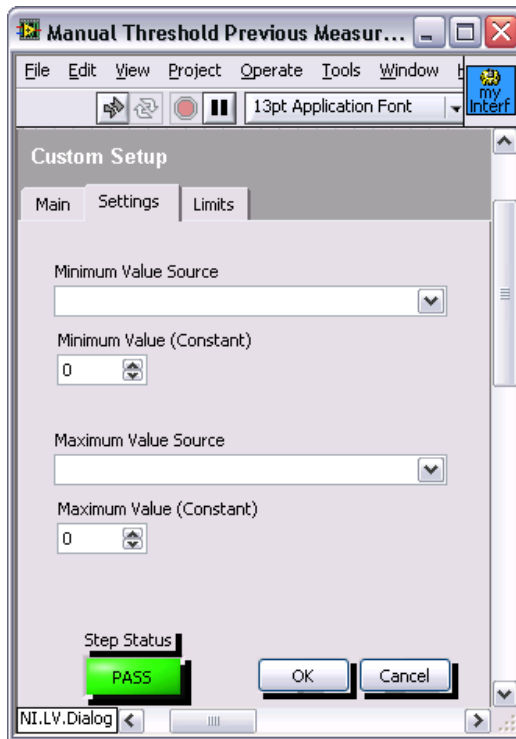 Manual Threshold Previous Measur...
File Edit View Project Operate Tools Window
my
Interf
13pt Application Font
Custom Setup
Main Settings Limits
Minimum Value Source
Minimum Value (Constant)
0
Maximum Value Source
Maximum Value (Constant)
0
Step Status
PASS OK Cancel
NI.LV.Dialog